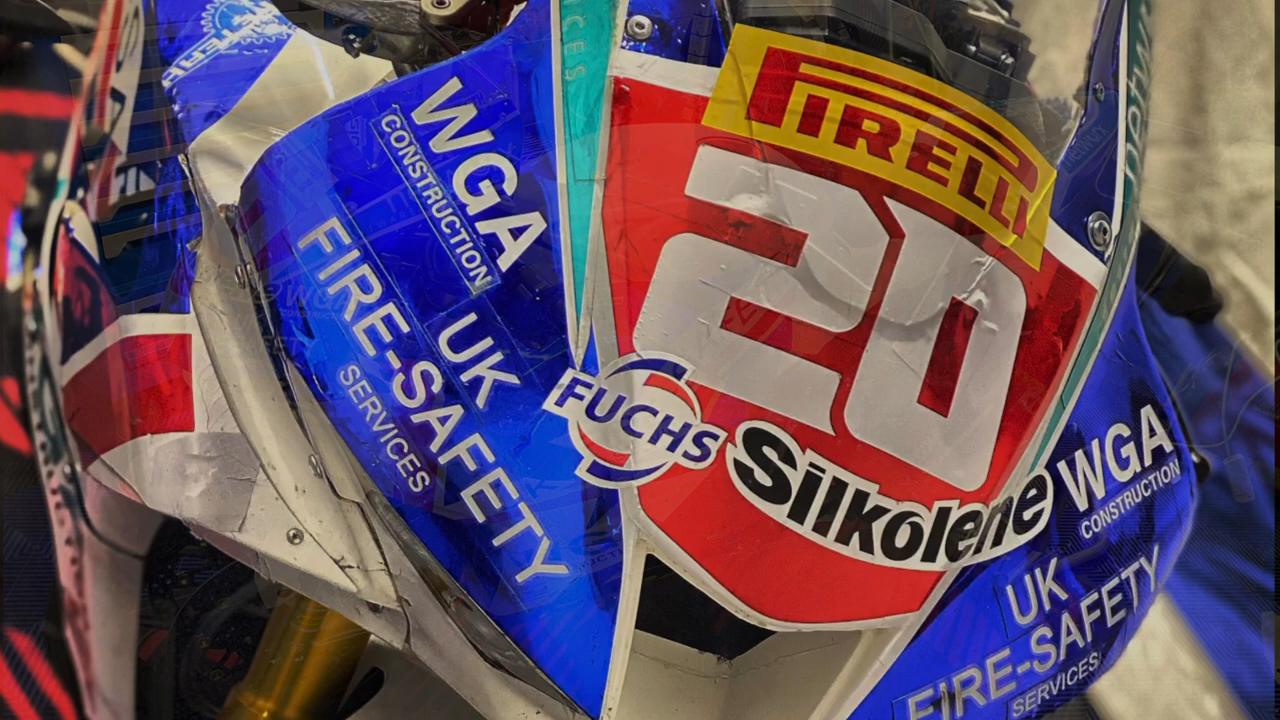 WGA
CONSTRUCTION
UK
FIRE-SAFETY
SERVICES
PIRELLI
20
FUCHS
Silkolene
WGA
CONSTRUCTION
UK
FIRE-SAFETY
SERVICES